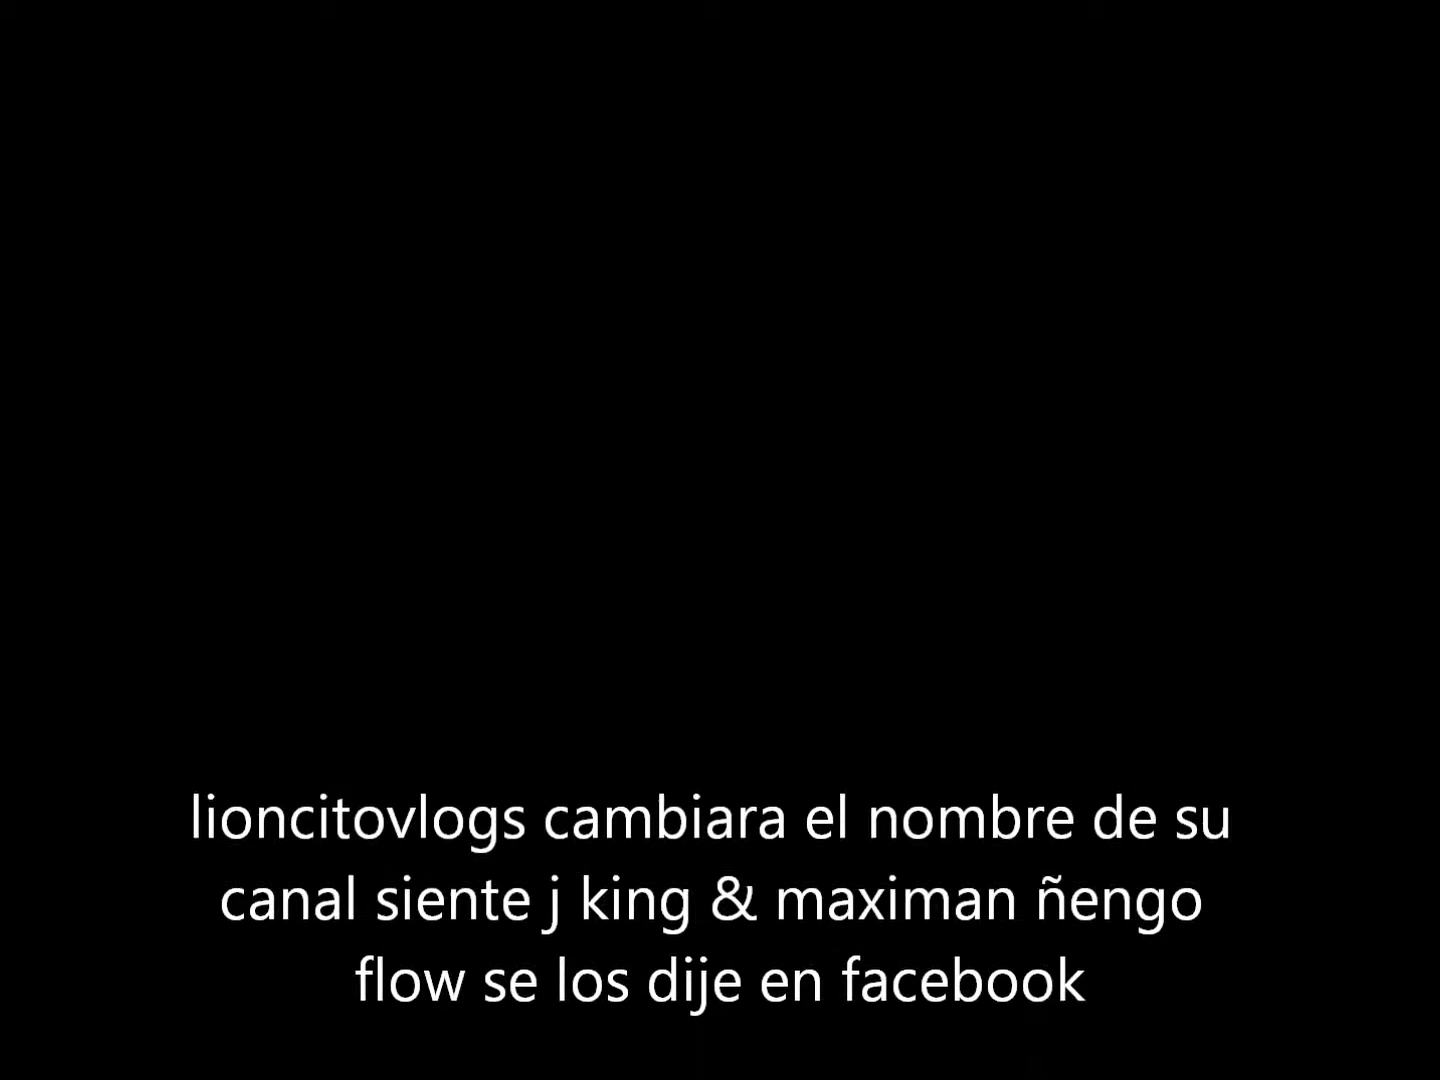 lioncitovlogs cambiara el nombre de su
canal siente j king & maximan ñengo
flow se los dije en facebook